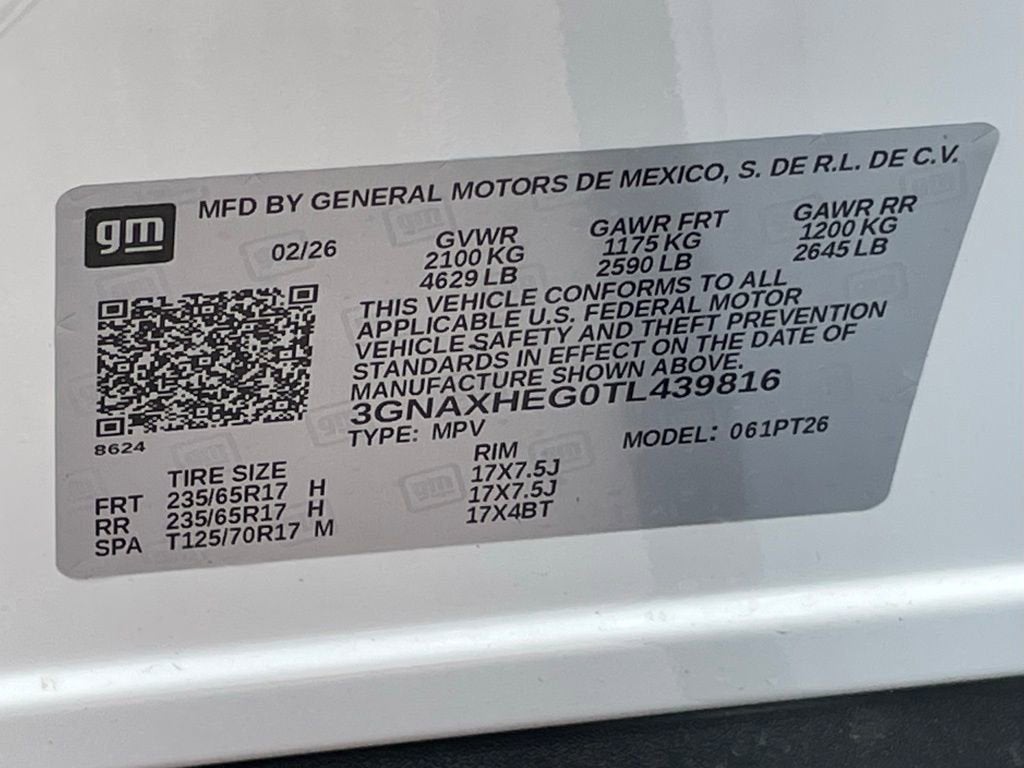 gm
MFD BY GENERAL MOTORS DE MEXICO, S. DE R.L. DE C.V.
02/26
GVWR
2100 KG
4629 LB
GAWR FRT
1175 KG
2590 LB
GAWR RR
1200 KG
2645 LB
THIS VEHICLE CONFORMS TO ALL
APPLICABLE U.S. FEDERAL MOTOR
VEHICLE SAFETY AND THEFT PREVENTION
STANDARDS IN EFFECT ON THE DATE OF
MANUFACTURE SHOWN ABOVE.
3GNAXHEG0TL439816
TYPE: MPV
MODEL: 061PT26
8624
TIRE SIZE RIM
FRT 235/65R17 H 17X7.5J
RR 235/65R17 H 17X7.5J
SPA T125/70R17 M 17X4BT